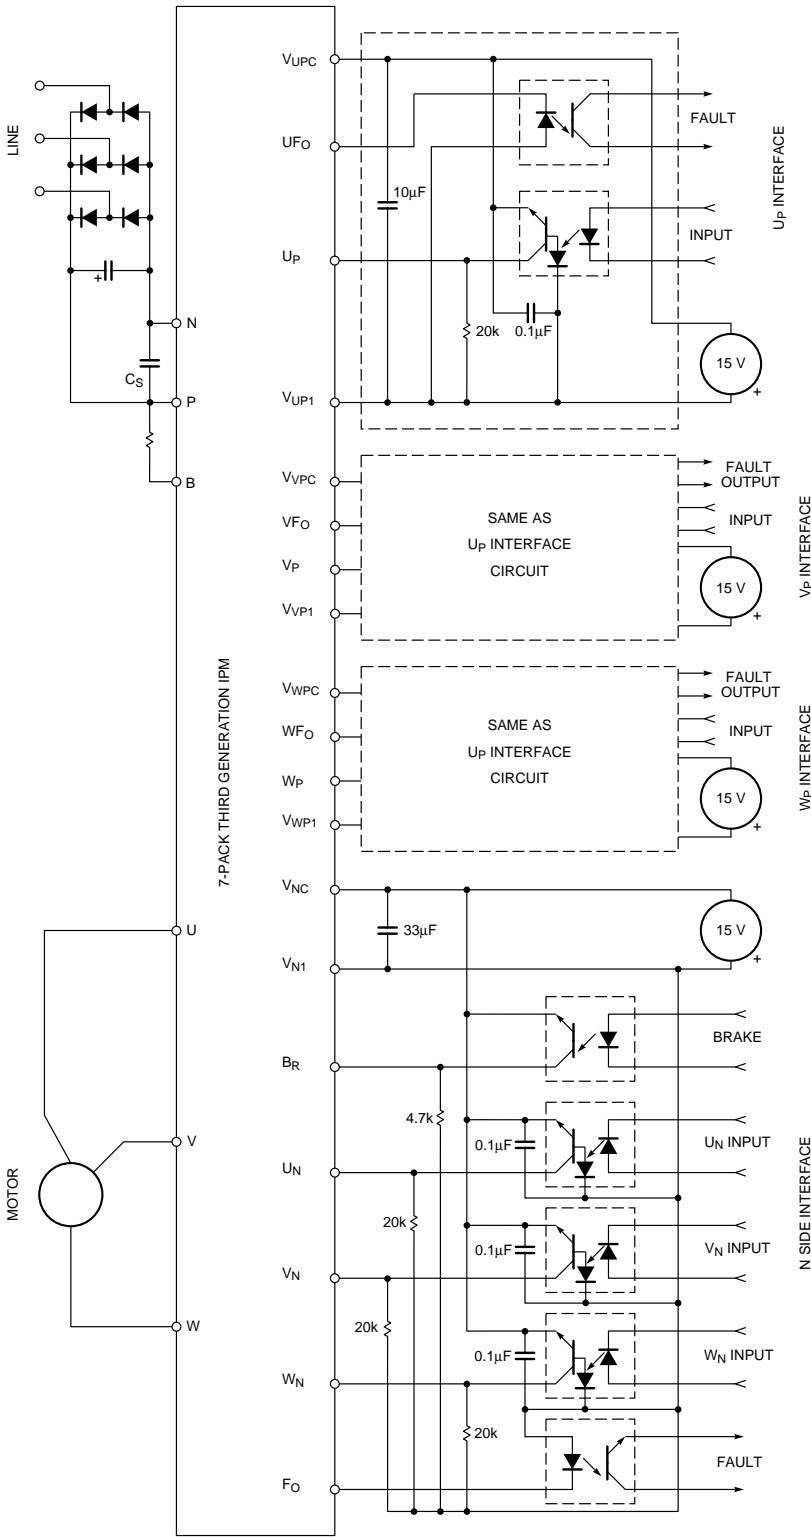 LINE
N
C_S
P
B
7-PACK THIRD GENERATION IPM
U
V
W
MOTOR
V_UPC
UF_O
U_P
V_UP1
10µF
20k
0.1µF
FAULT
INPUT
15 V
+
+
U_P INTERFACE
V_VPC
VF_O
V_P
V_VP1
SAME AS
U_P INTERFACE
CIRCUIT
FAULT
OUTPUT
INPUT
15 V
+
V_P INTERFACE
V_WPC
WF_O
W_P
V_WP1
SAME AS
U_P INTERFACE
CIRCUIT
FAULT
OUTPUT
INPUT
15 V
+
W_P INTERFACE
V_NC
V_N1
33µF
15 V
+
B_R
4.7k
BRAKE
U_N
20k
0.1µF
U_N INPUT
V_N
20k
0.1µF
V_N INPUT
W_N
20k
0.1µF
W_N INPUT
F_O
FAULT
N SIDE INTERFACE